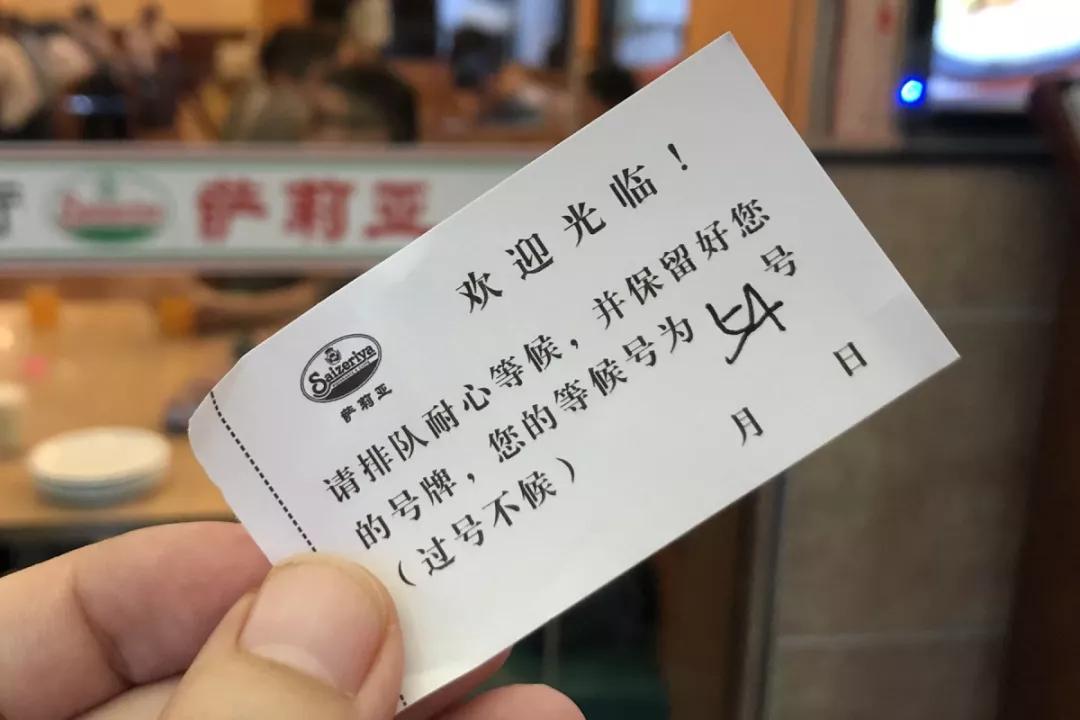 萨莉亚
欢迎光临！
Saizeriya
萨莉亚
请排队耐心等候，并保留好您
的号牌，您的等候号为 54 号
（过号不候）
月 日